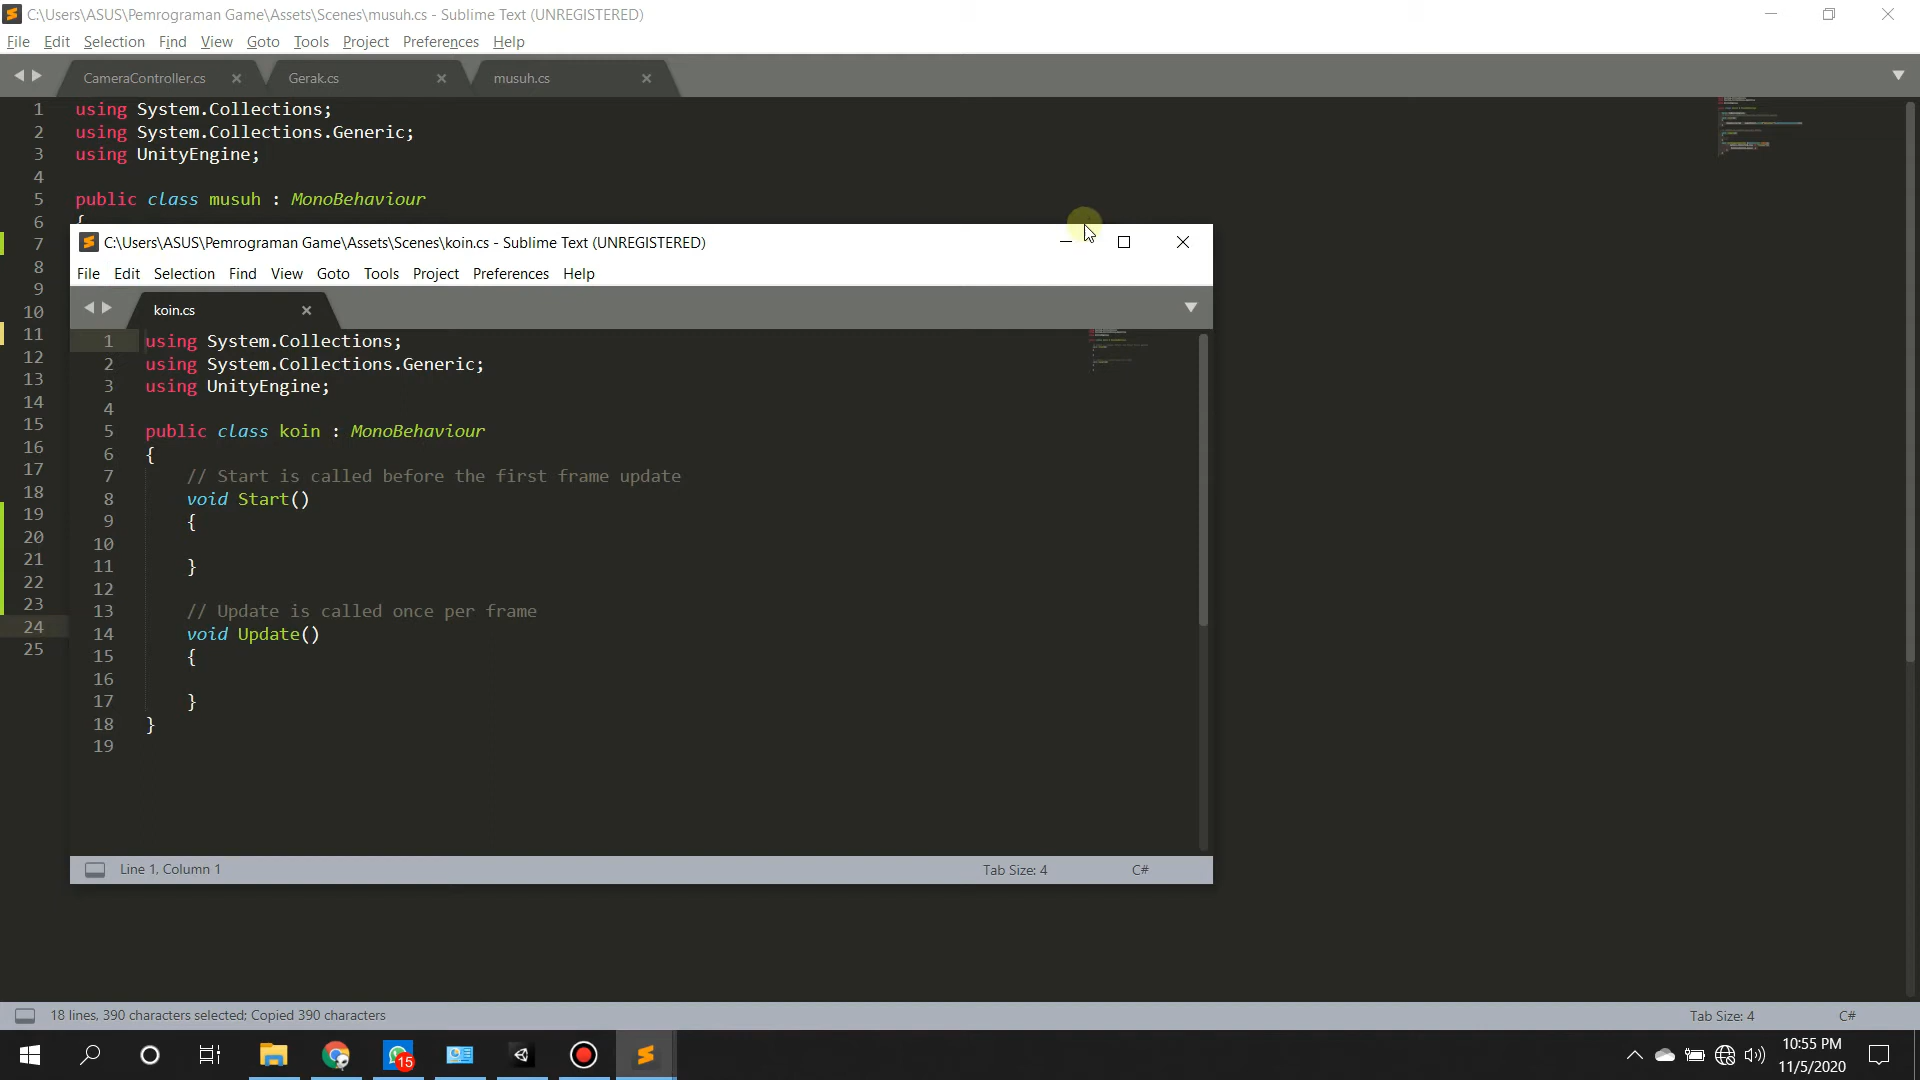 C:\Users\ASUS\Pemrograman Game\Assets\Scenes\musuh.cs - Sublime Text (UNREGISTERED)
File Edit Selection Find View Goto Tools Project Preferences Help
CameraController.cs Gerak.cs musuh.cs
1 using System.Collections;
2 using System.Collections.Generic;
3 using UnityEngine;
4
5 public class musuh : MonoBehaviour
6 {
7
8
9
10
11
12
13
14
15
16
17
18
19
20
21
22
23
24
25
C:\Users\ASUS\Pemrograman Game\Assets\Scenes\koin.cs - Sublime Text (UNREGISTERED)
File Edit Selection Find View Goto Tools Project Preferences Help
koin.cs
1 using System.Collections;
2 using System.Collections.Generic;
3 using UnityEngine;
4
5 public class koin : MonoBehaviour
6 {
7 // Start is called before the first frame update
8 void Start()
9 {
10
11 }
12
13 // Update is called once per frame
14 void Update()
15 {
16
17 }
18 }
19
Line 1, Column 1 Tab Size: 4 C#
18 lines, 390 characters selected; Copied 390 characters Tab Size: 4 C#
15
10:55 PM
11/5/2020